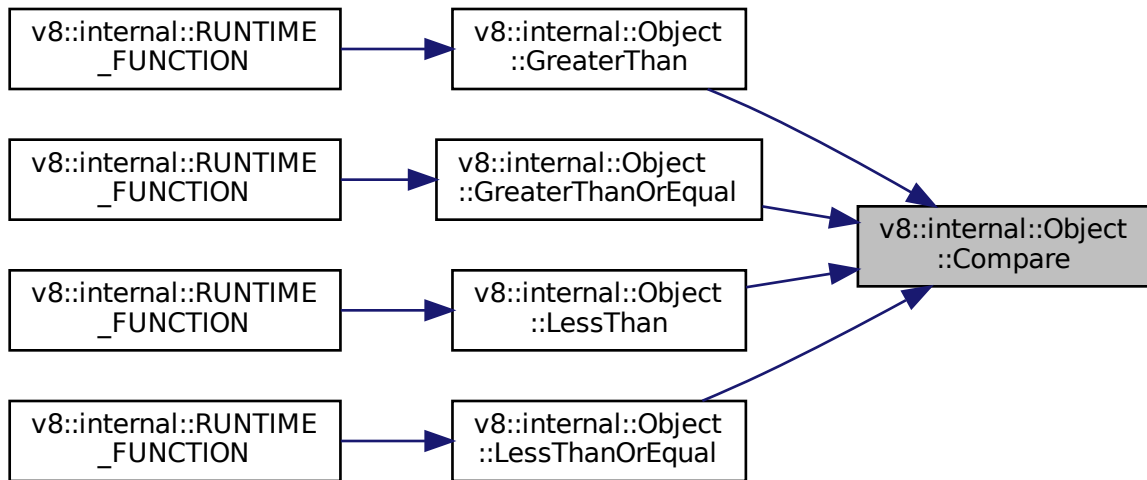 v8::internal::RUNTIME
_FUNCTION
v8::internal::Object
::GreaterThan
v8::internal::RUNTIME
_FUNCTION
v8::internal::Object
::GreaterThanOrEqual
v8::internal::Object
::Compare
v8::internal::RUNTIME
_FUNCTION
v8::internal::Object
::LessThan
v8::internal::RUNTIME
_FUNCTION
v8::internal::Object
::LessThanOrEqual